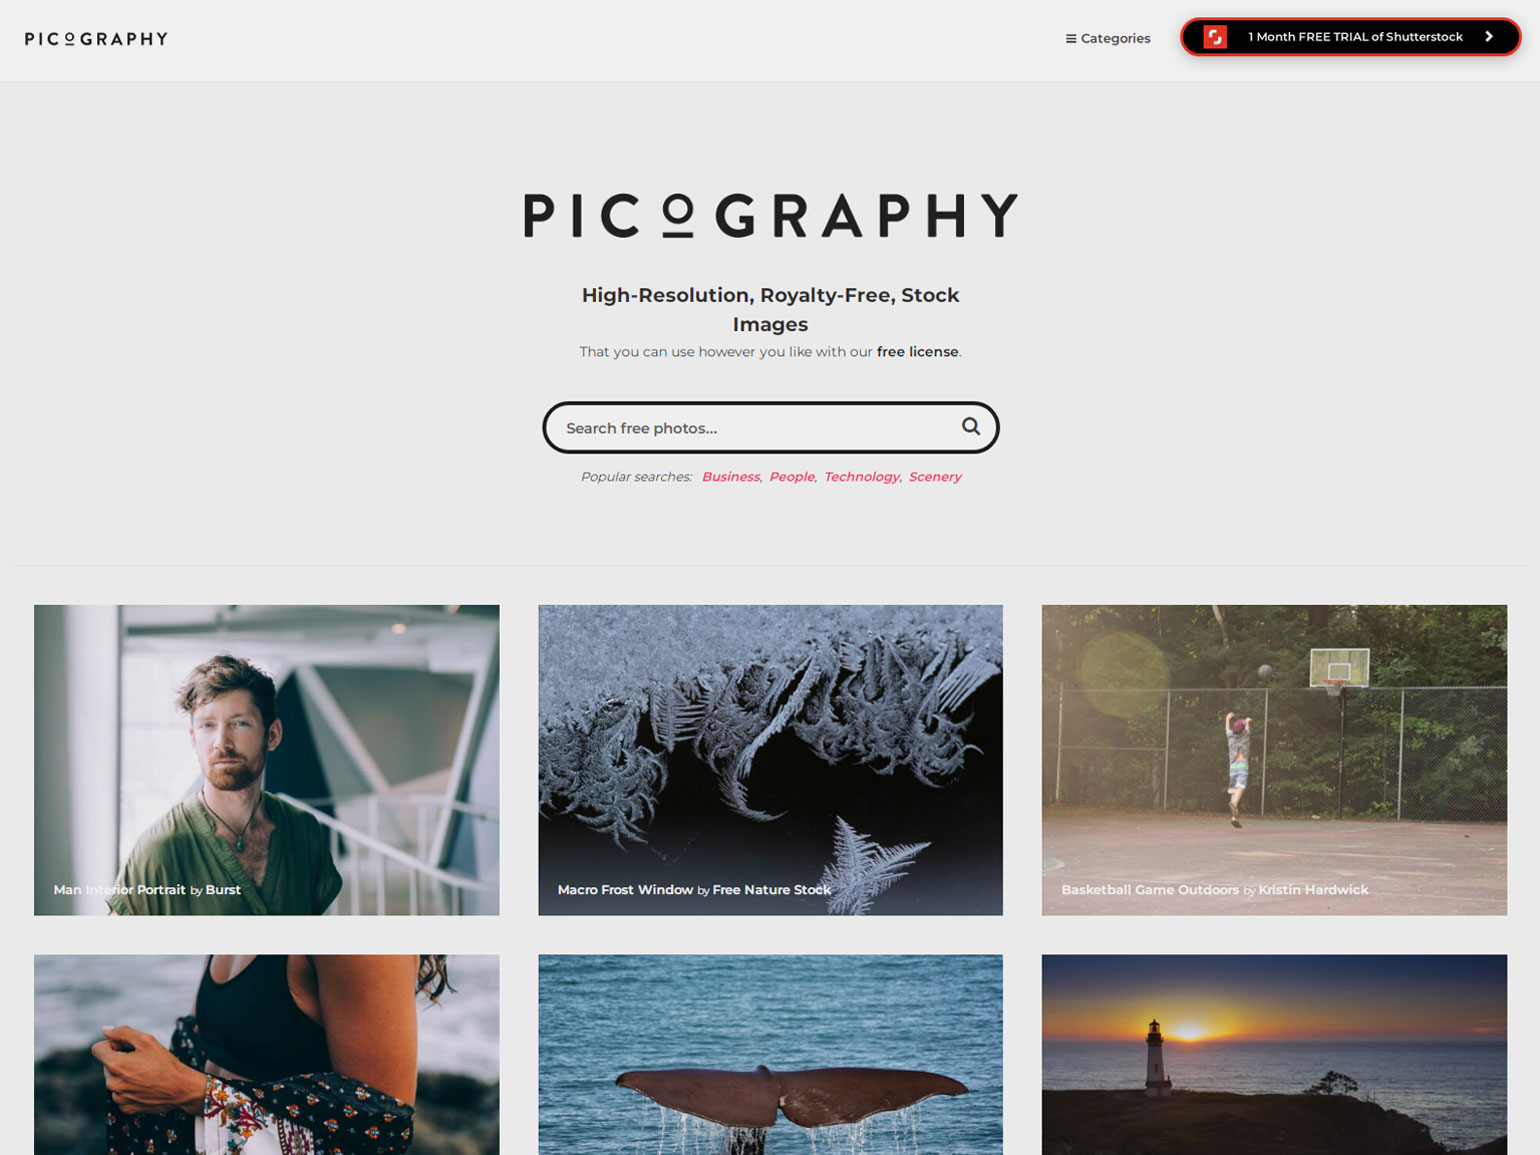 PICOGRAPHY
Categories
1 Month FREE TRIAL of Shutterstock
PICOGRAPHY
High-Resolution, Royalty-Free, Stock
Images
That you can use however you like with our free license.
Search free photos...
Popular searches: Business, People, Technology, Scenery
Man Interior Portrait by Burst
Macro Frost Window by Free Nature Stock
Basketball Game Outdoors by Kristin Hardwick